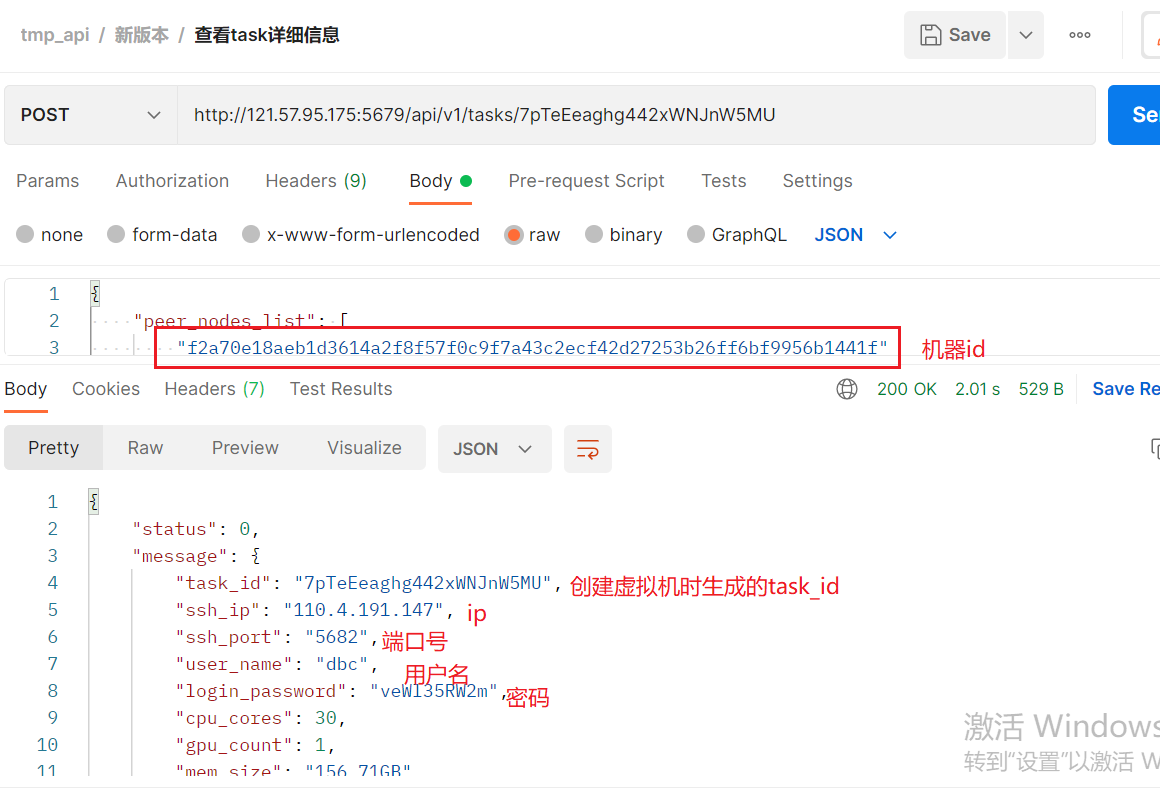 tmp_api / 新版本 / 查看task详细信息
Save
POST
http://121.57.95.175:5679/api/v1/tasks/7pTeEeaghg442xWNJnW5MU
Params Authorization Headers (9) Body Pre-request Script Tests Settings
none form-data x-www-form-urlencoded raw binary GraphQL JSON
1 {
2 "peer_nodes_list": [
3 "f2a70e18aeb1d3614a2f8f57f0c9f7a43c2ecf42d27253b26ff6bf9956b1441f" 机器id
Body Cookies Headers (7) Test Results 200 OK 2.01 s 529 B Save Re
Pretty Raw Preview Visualize JSON
1 {
2 "status": 0,
3 "message": {
4 "task_id": "7pTeEeaghg442xWNJnW5MU", 创建虚拟机时生成的task_id
5 "ssh_ip": "110.4.191.147", ip
6 "ssh_port": "5682", 端口号
7 "user_name": "dbc", 用户名
8 "login_password": "veWI35RW2m", 密码
9 "cpu_cores": 30,
10 "gpu_count": 1,
11 "mem_size": "156.71GB"
激活 Windows
转到"设置"以激活 W